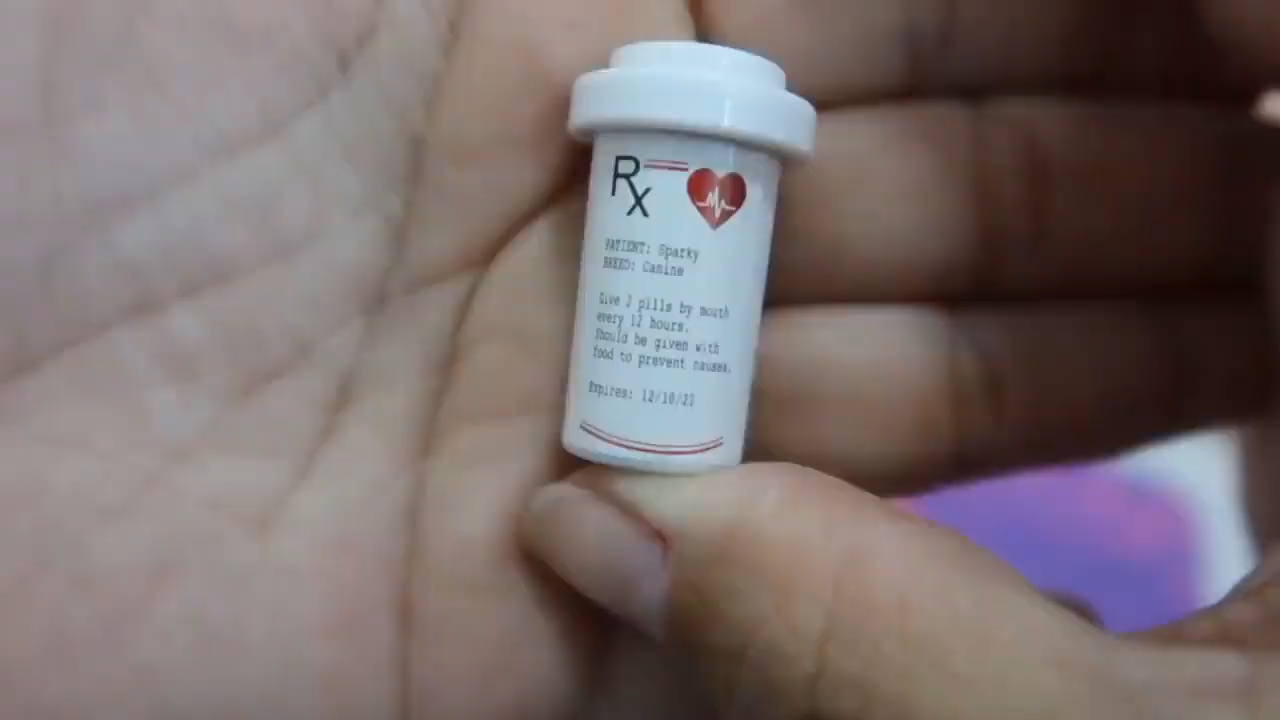 Rx
PATIENT: Sparky
BREED: Canine
Give 2 pills by mouth
every 12 hours.
Should be given with
food to prevent nausea.
Expires: 12/10/23